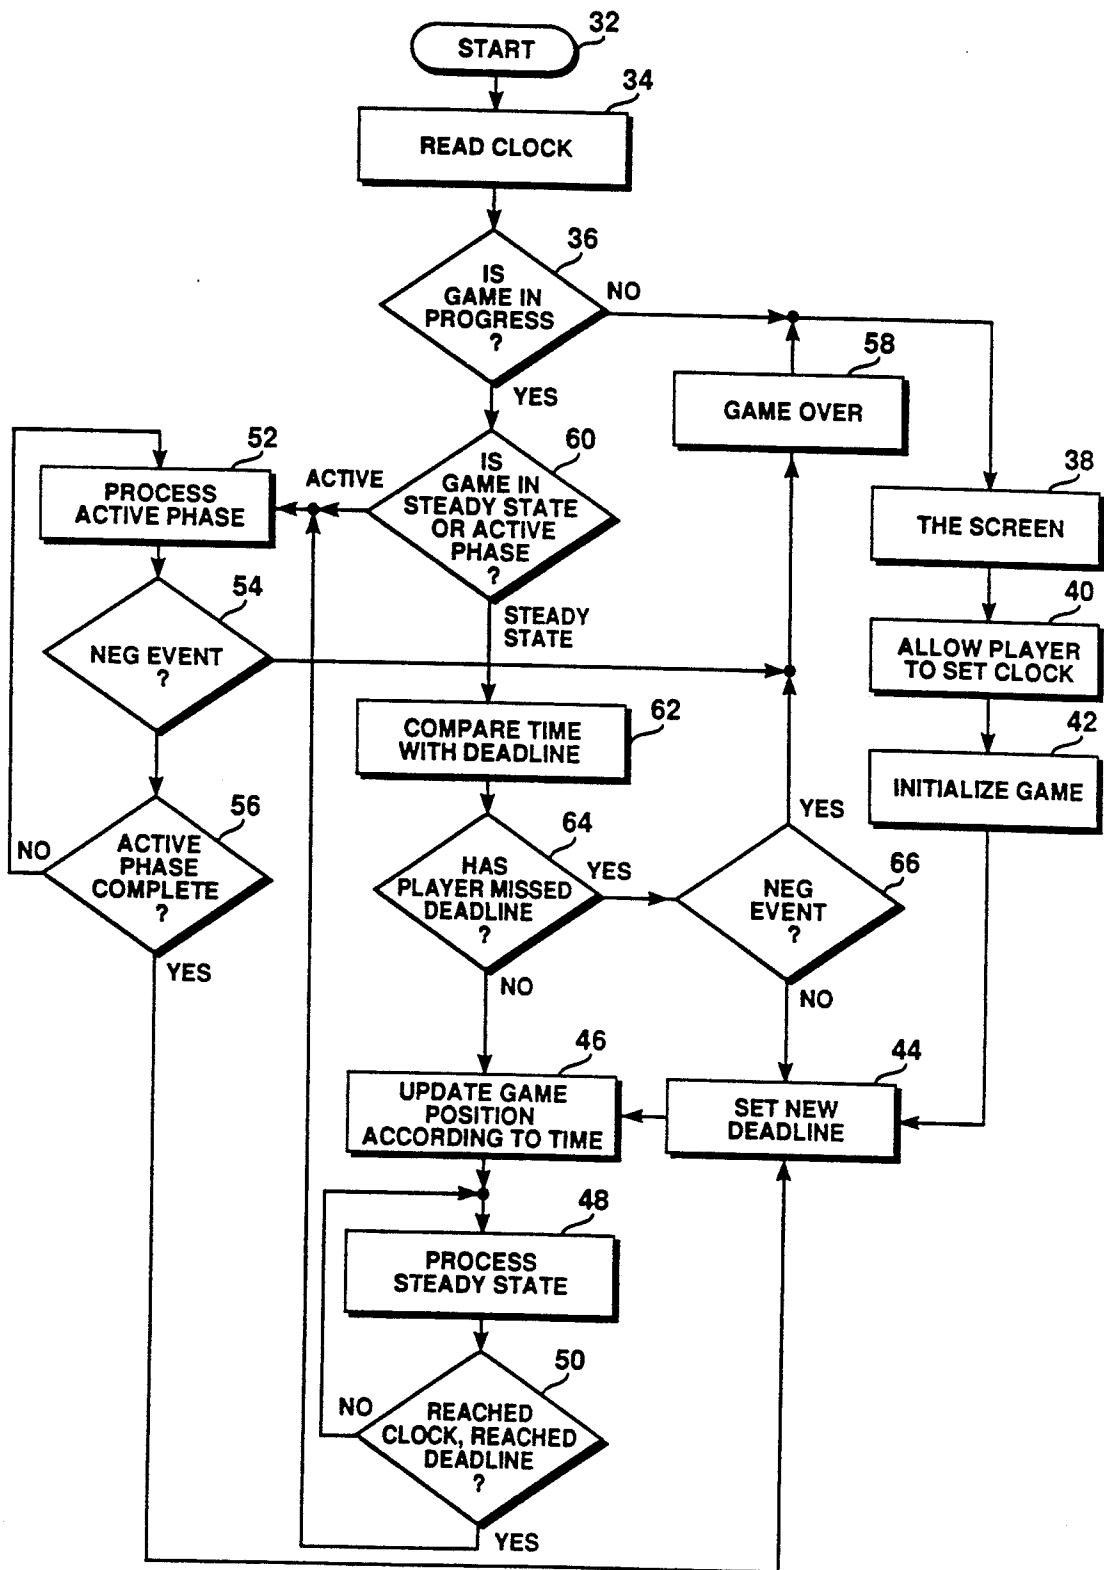 32
START
34
READ CLOCK
36
IS
GAME IN
PROGRESS
?
NO
YES
58
GAME OVER
52
PROCESS
ACTIVE PHASE
ACTIVE
60
IS
GAME IN
STEADY STATE
OR ACTIVE
PHASE
?
38
THE SCREEN
54
NEG EVENT
?
STEADY
STATE
40
ALLOW PLAYER
TO SET CLOCK
62
COMPARE TIME
WITH DEADLINE
42
INITIALIZE GAME
56
NO
ACTIVE
PHASE
COMPLETE
?
YES
64
HAS
PLAYER MISSED
DEADLINE
?
YES
NO
YES
66
NEG
EVENT
?
NO
46
UPDATE GAME
POSITION
ACCORDING TO TIME
44
SET NEW
DEADLINE
48
PROCESS
STEADY STATE
50
NO
REACHED
CLOCK, REACHED
DEADLINE
?
YES